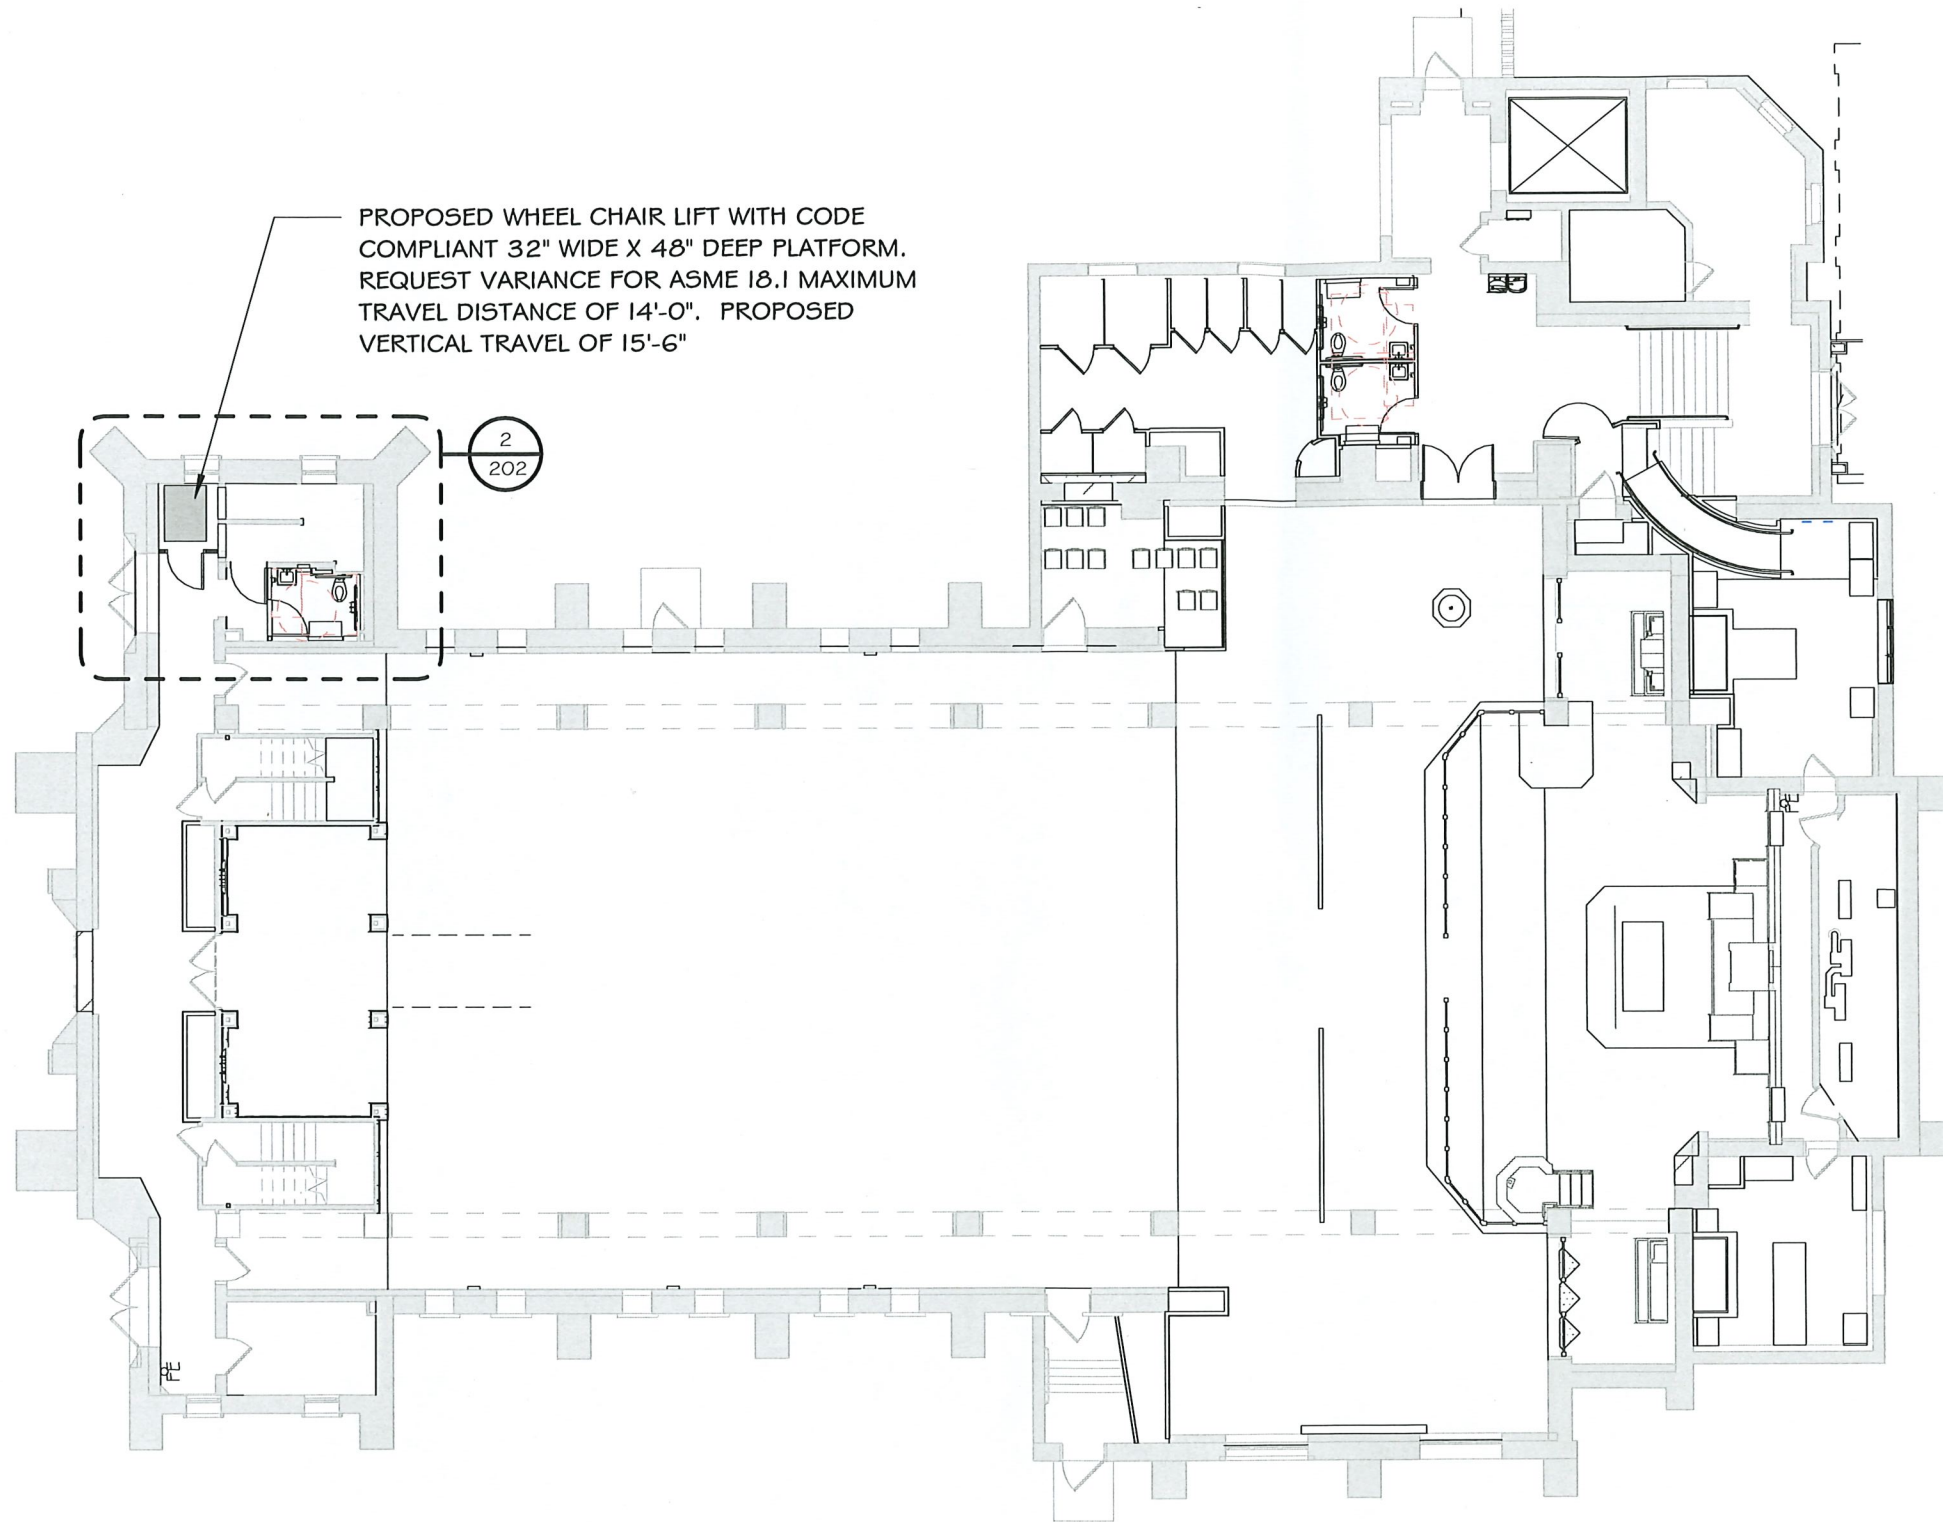 PROPOSED WHEEL CHAIR LIFT WITH CODE
COMPLIANT 32" WIDE X 48" DEEP PLATFORM.
REQUEST VARIANCE FOR ASME 18.1 MAXIMUM
TRAVEL DISTANCE OF 14'-0". PROPOSED
VERTICAL TRAVEL OF 15'-6"
2
202